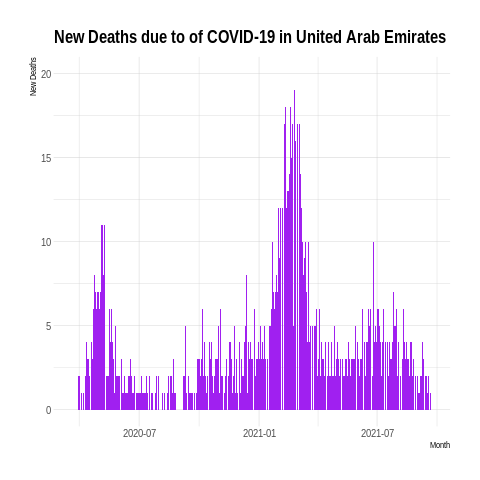 New Deaths due to of COVID-19 in United Arab Emirates
New Deaths
20
15
10
5
0
2020-07
2021-01
2021-07
Month